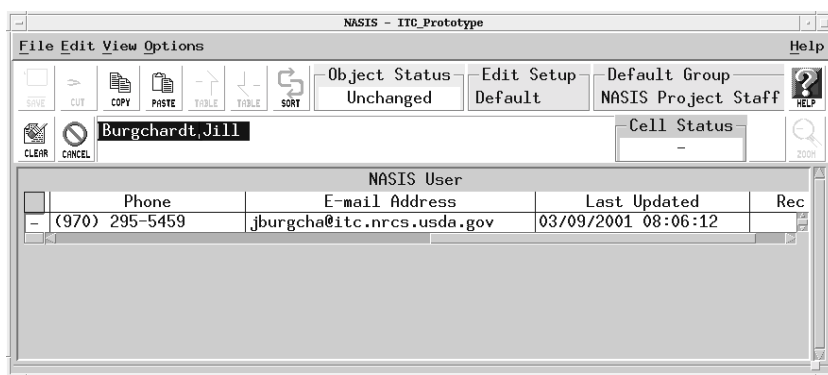 NASIS - ITC_Prototype
File Edit View Options Help
SAVE CUT COPY PASTE TABLE TABLE SORT
Object Status Edit Setup Default Group
Unchanged Default NASIS Project Staff
HELP
CLEAR CANCEL
Burgchardt,Jill
Cell Status
-
ZOOM
NASIS User
Phone E-mail Address Last Updated Rec
- (970) 295-5459 jburgcha@itc.nrcs.usda.gov 03/09/2001 08:06:12